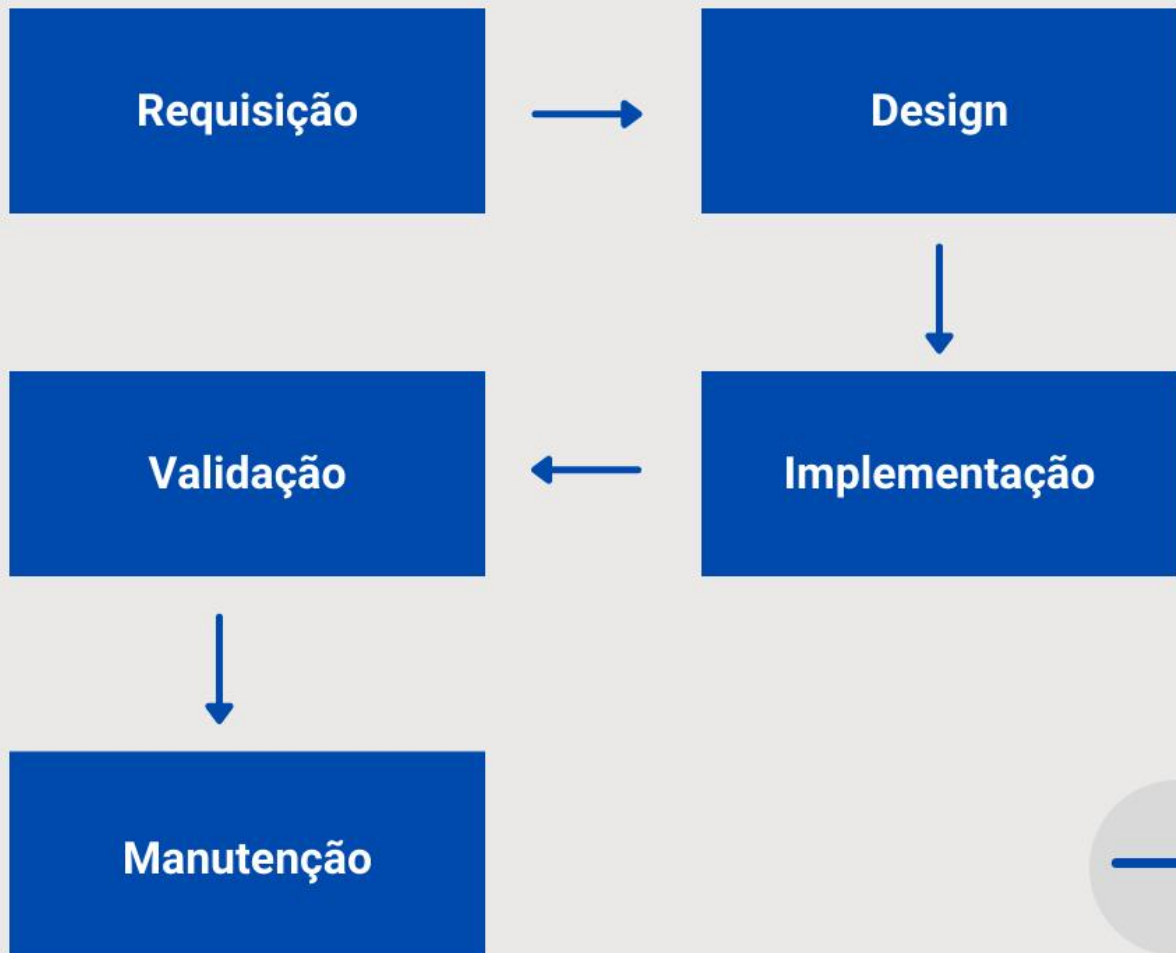 Requisição
Design
Implementação
Validação
Manutenção